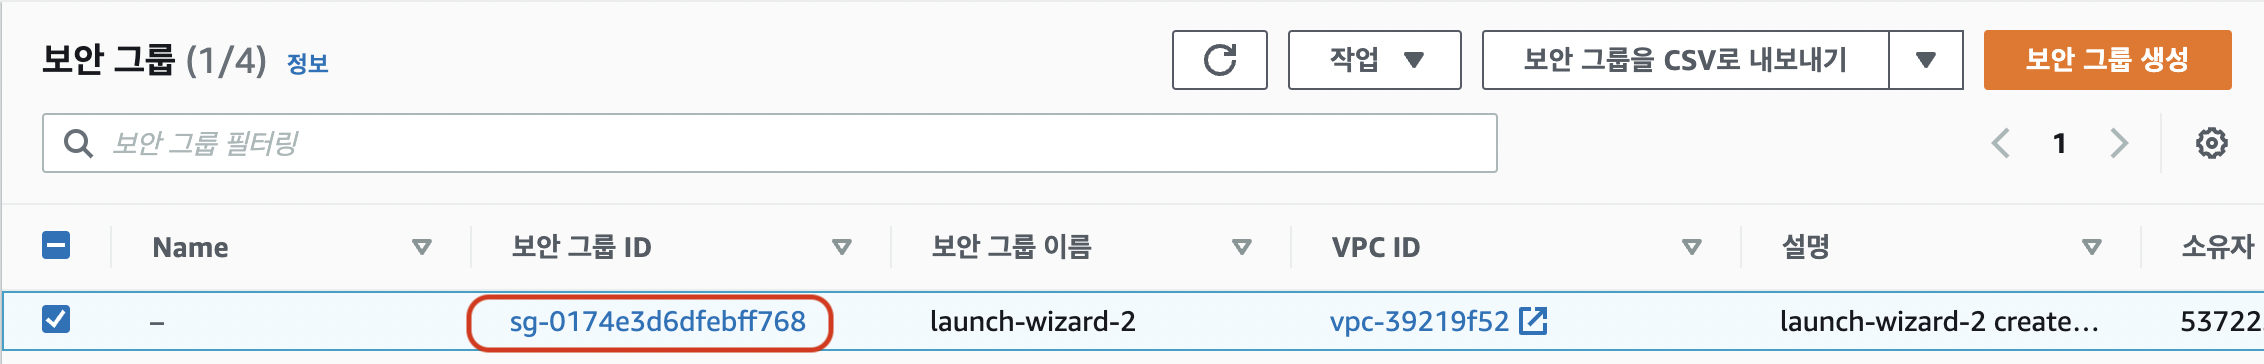 보안 그룹 (1/4) 정보 작업 보안 그룹을 CSV로 내보내기 보안 그룹 생성
보안 그룹 필터링 1
Name 보안 그룹 ID 보안 그룹 이름 VPC ID 설명 소유자
– sg-0174e3d6dfebff768 launch-wizard-2 vpc-39219f52 launch-wizard-2 create... 53722